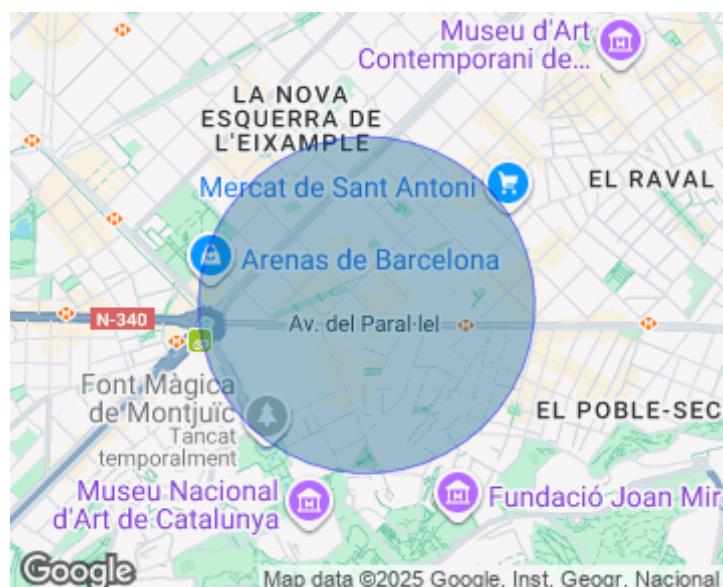 Museu d'Art
Contemporani de...
LA NOVA
ESQUERRA DE
L'EIXAMPLE
Mercat de Sant Antoni
EL RAVAL
Arenas de Barcelona
N-340
Av. del Paral·lel
Font Màgica
de Montjuïc
Tancat
temporalment
EL POBLE-SEC
Museu Nacional
d'Art de Catalunya
Fundació Joan Mir
Google
Map data ©2025 Google, Inst. Geogr. Nacional